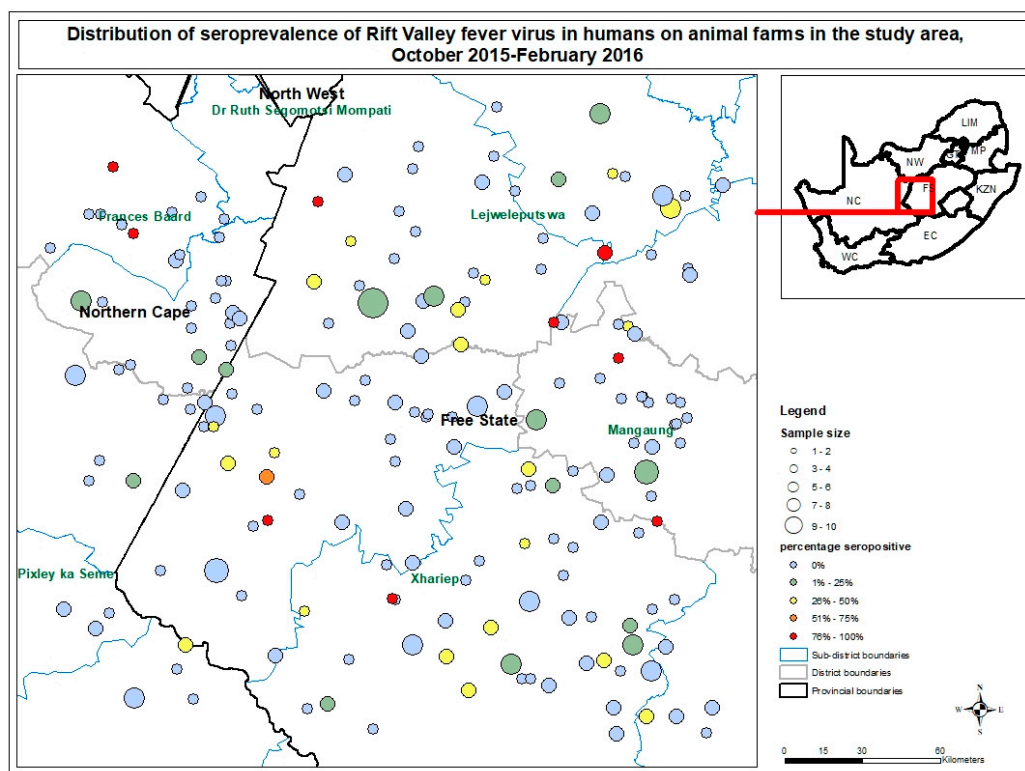 Distribution of seroprevalence of Rift Valley fever virus in humans on animal farms in the study area,
October 2015-February 2016
North West
Dr Ruth Segomotsi Mompati
Frances Baard
Lejweleputswa
Northern Cape
Free State
Mangaung
Pixley ka Seme
Xhariep
LIM
NW
MP
FS
KZN
NC
EC
WC
Legend
Sample size
1 - 2
3 - 4
5 - 6
7 - 8
9 - 10
percentage seropositive
0%
1% - 25%
26% - 50%
51% - 75%
76% - 100%
Sub-district boundaries
District boundaries
Provincial boundaries
N
W E
S
0 15 30 60
Kilometers